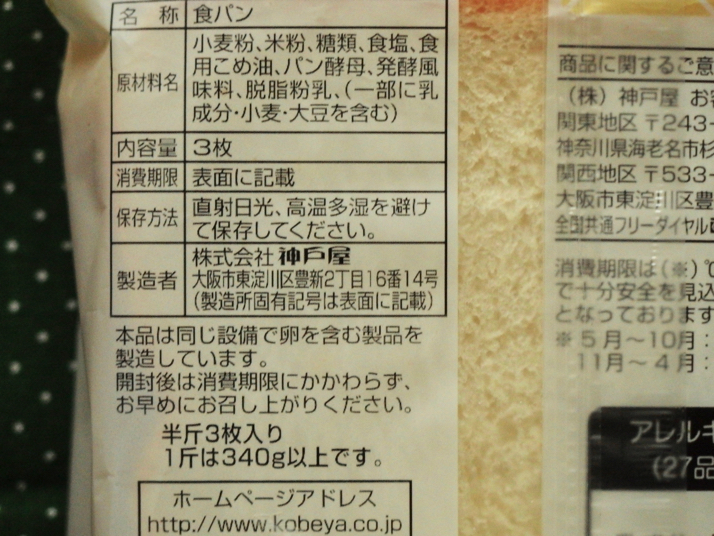 名 称 食パン
原材料名
小麦粉、米粉、糖類、食塩、食
用こめ油、パン酵母、発酵風
味料、脱脂粉乳、(一部に乳
成分・小麦・大豆を含む)
内容量 3枚
消費期限 表面に記載
保存方法
直射日光、高温多湿を避け
て保存してください。
製造者
株式会社 神戸屋
大阪市東淀川区豊新2丁目16番14号
(製造所固有記号は表面に記載)
本品は同じ設備で卵を含む製品を
製造しています。
開封後は消費期限にかかわらず、
お早めにお召し上がりください。
半斤3枚入り
1斤は340g以上です。
ホームページアドレス
http://www.kobeya.co.jp
商品に関するご意
(株) 神戸屋 お
関東地区 〒243-
神奈川県海老名市杉
関西地区 〒533-
大阪市東淀川区豊
全国共通フリーダイヤル
消費期限は(※)℃
で十分安全を見込
となっております
※ 5月〜10月:
11月〜 4月:
アレルギ
(27品